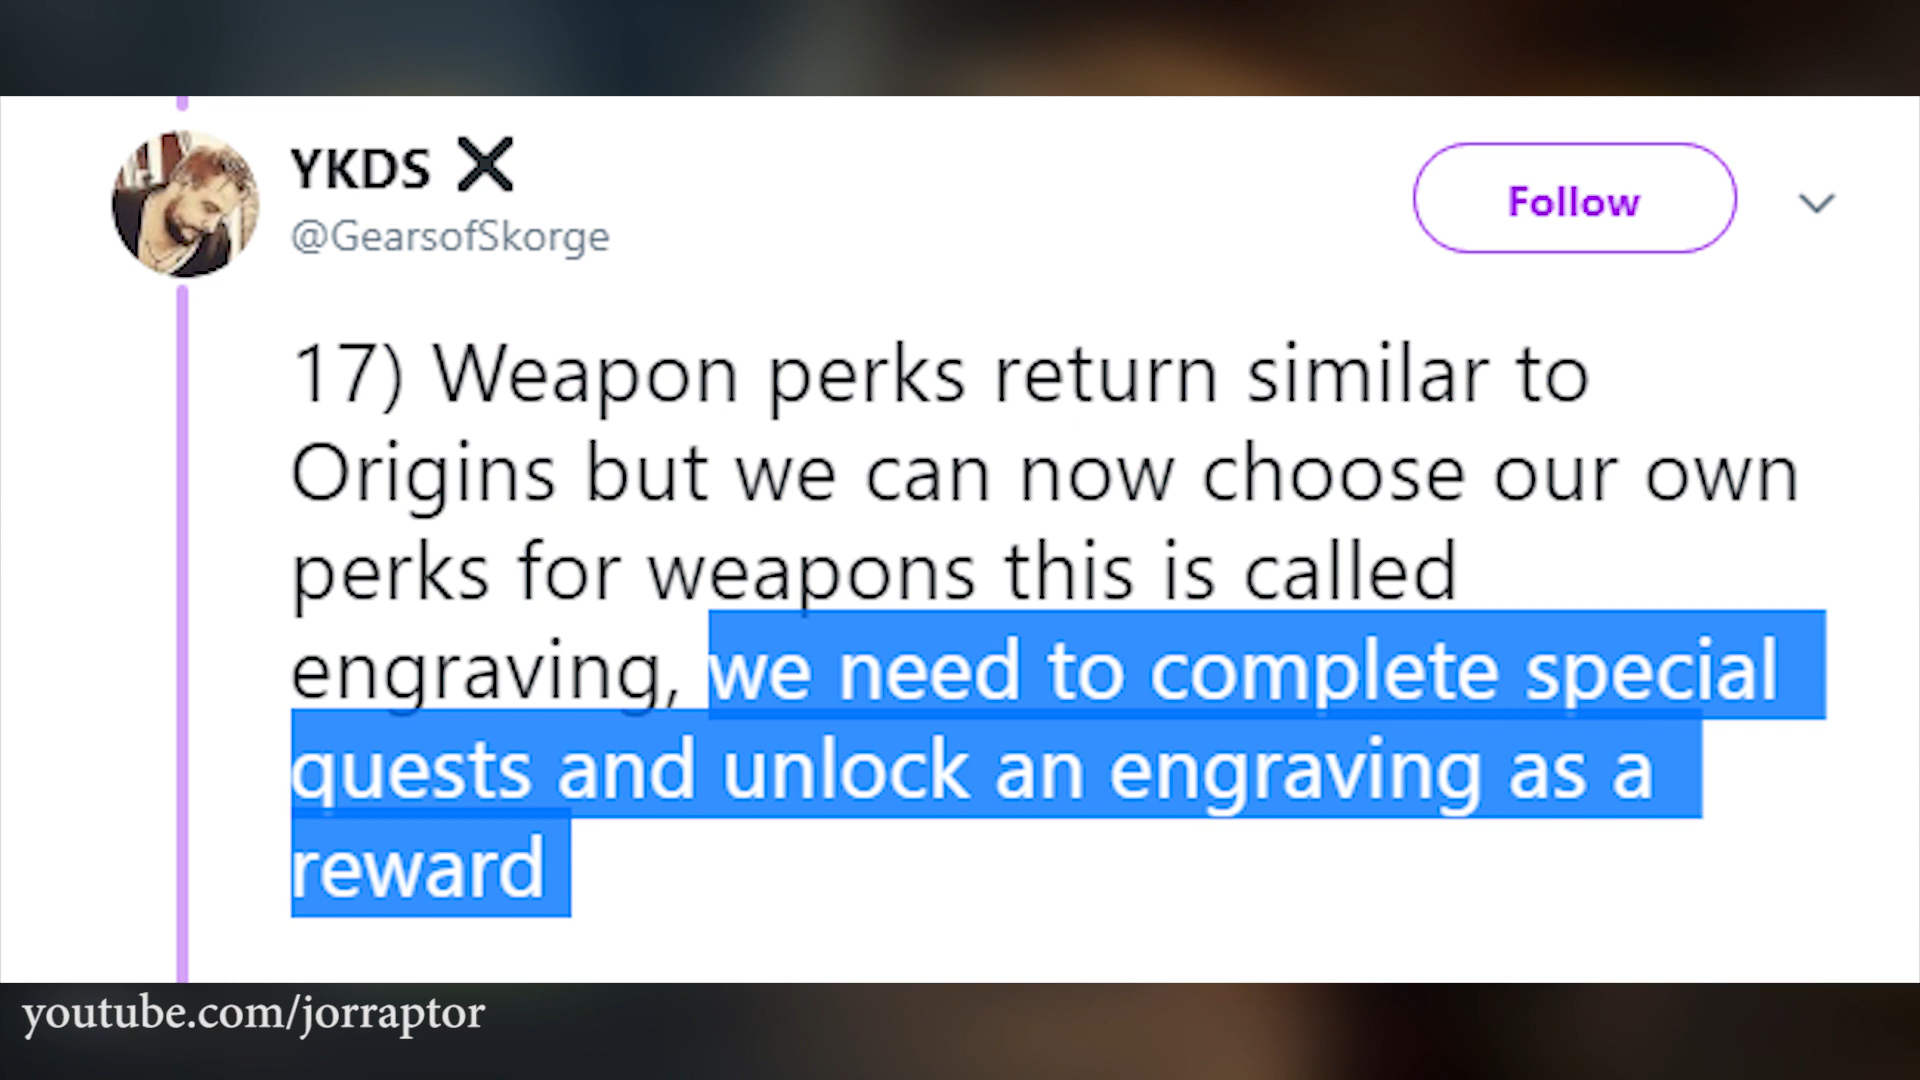 YKDS
@GearsofSkorge
Follow
17) Weapon perks return similar to
Origins but we can now choose our own
perks for weapons this is called
engraving, we need to complete special
quests and unlock an engraving as a
reward
youtube.com/jorraptor